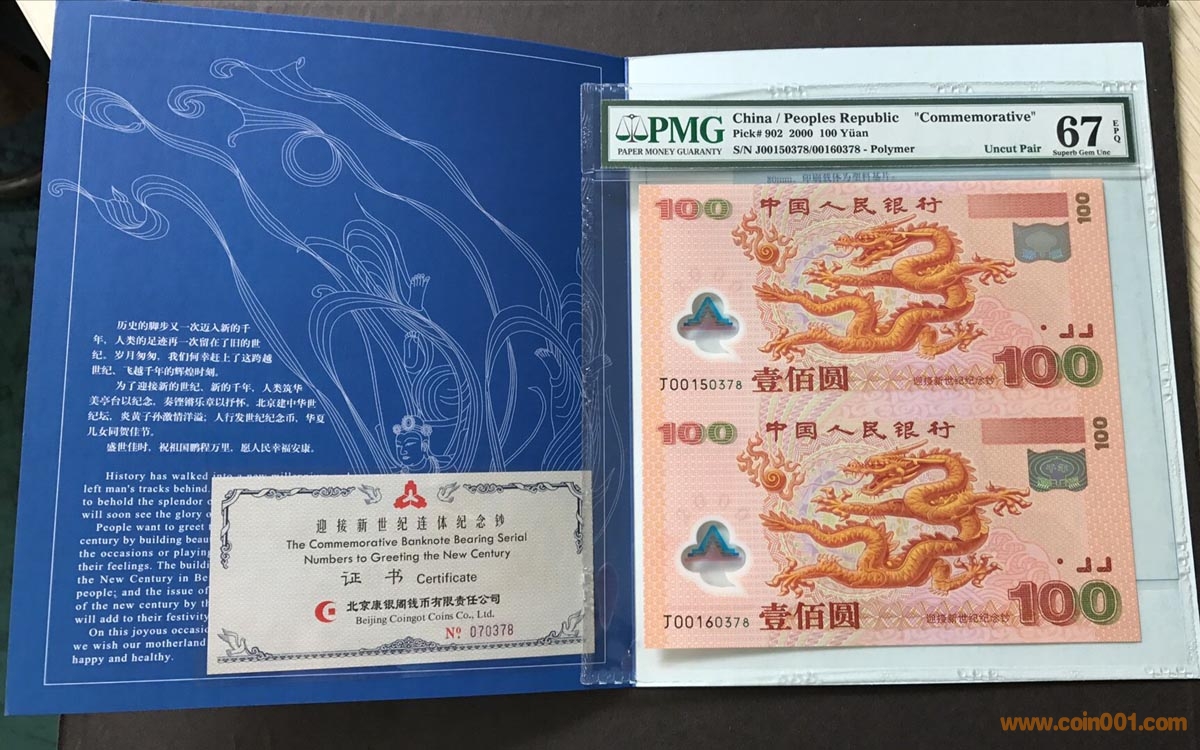 历史的脚步又一次迈入新的千
年，人类的足迹再一次留在了旧的世
纪。岁月匆匆，我们何幸赶上了这跨越
世纪、飞越千年的辉煌时刻。
为了迎接新的世纪、新的千年，人类筑华
美亭台以纪念，奏铿锵乐章以抒怀。北京建中华世
纪坛，炎黄子孙激情洋溢；人行发世纪纪念币，华夏
儿女同贺佳节。
盛世佳时，祝祖国鹏程万里，愿人民幸福安康。
History has walked into a new
left man's tracks behind.
to behold the splendor
will soon see the glory
People want to greet
century by building
the occasions or playing
their feelings. The
the New Century in
people; and the issue of
of the new century by
will add to their festivity
On this joyous
we wish our motherland
happy and healthy.
迎接新世纪连体纪念钞
The Commemorative Banknote Bearing Serial
Numbers to Greeting the New Century
证 书 Certificate
北京康银阁钱币有限责任公司
Beijing Coingot Coins Co., Ltd.
№ 070378
PMG
PAPER MONEY GUARANTY
China / Peoples Republic "Commemorative"
Pick# 902 2000 100 Yüan
S/N J00150378/00160378 - Polymer
Uncut Pair
67
EPQ
Superb Gem Unc
80mm，印刷载体为塑料基片。
100 中国人民银行 100
J00150378 壹佰圆 迎接新世纪纪念钞 100
100 中国人民银行 100
J00160378 壹佰圆 迎接新世纪纪念钞 100
www.coin001.com